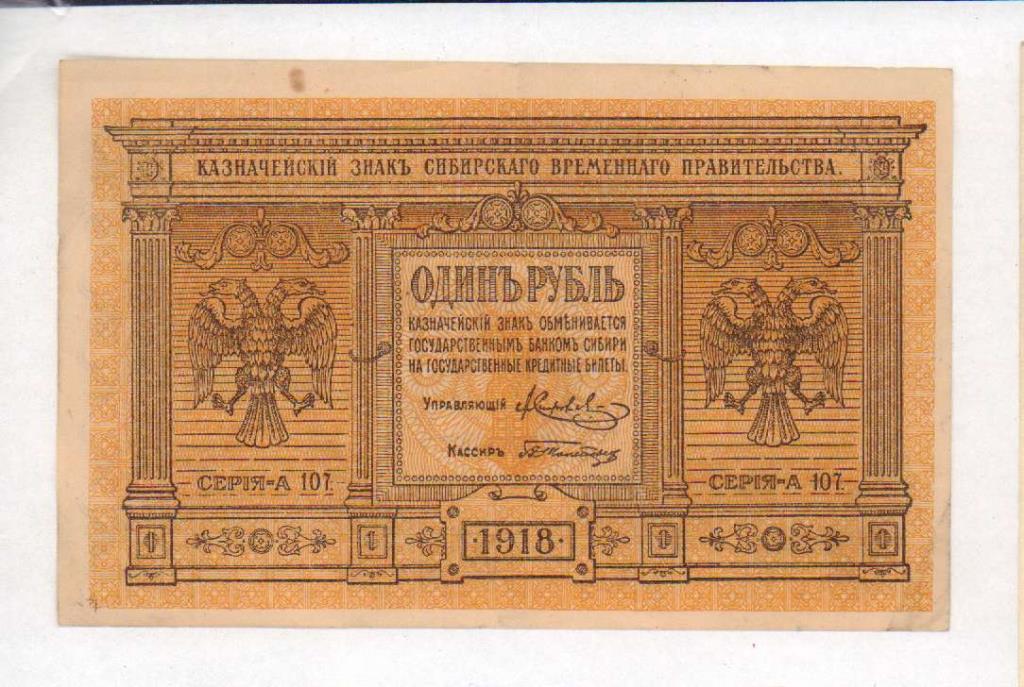 КАЗНАЧЕЙСКІЙ ЗНАКЪ СИБИРСКАГО ВРЕМЕННАГО ПРАВИТЕЛЬСТВА.
ОДИНЪ РУБЛЬ
КАЗНАЧЕЙСКІЙ ЗНАКЪ ОБМѢНИВАЕТСЯ
ГОСУДАРСТВЕННЫМЪ БАНКОМЪ СИБИРИ
НА ГОСУДАРСТВЕННЫЕ КРЕДИТНЫЕ БИЛЕТЫ.
УПРАВЛЯЮЩІЙ
КАССИРЪ
СЕРІЯ-А 107.
СЕРІЯ-А 107
1 1 ·1918· 1 1